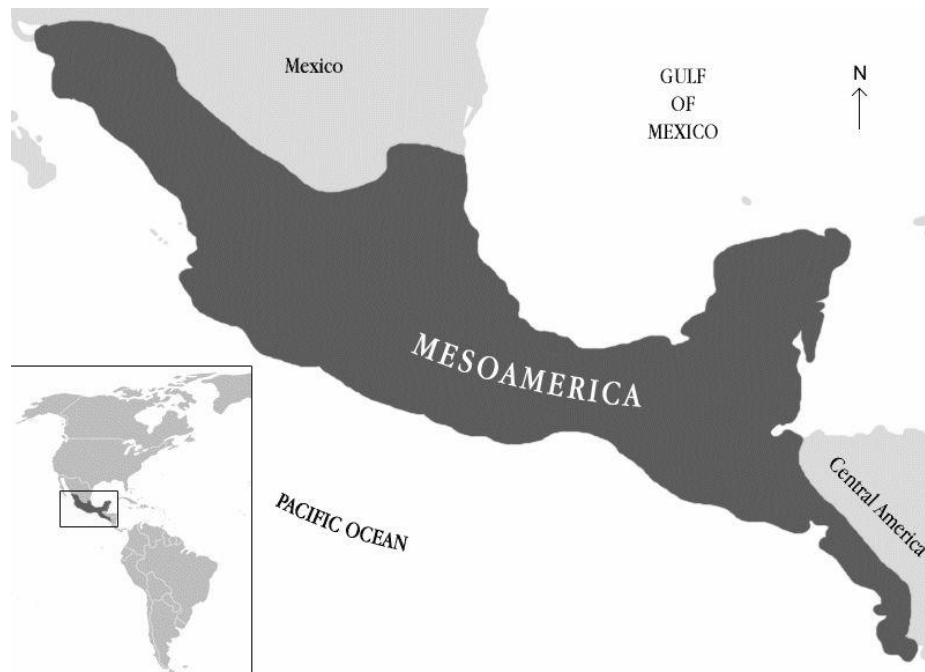 Mexico
GULF
OF
MEXICO
N
MESOAMERICA
Central America
PACIFIC OCEAN